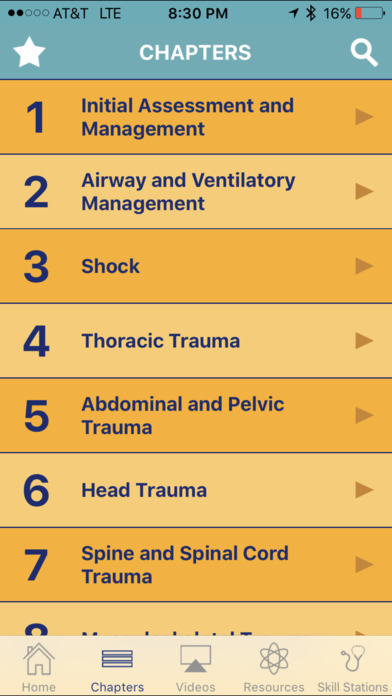 AT&T LTE 8:30 PM 16%
CHAPTERS
1 Initial Assessment and
Management
2 Airway and Ventilatory
Management
3 Shock
4 Thoracic Trauma
5 Abdominal and Pelvic
Trauma
6 Head Trauma
7 Spine and Spinal Cord
Trauma
8 Musculoskeletal Trauma
Home Chapters Videos Resources Skill Stations